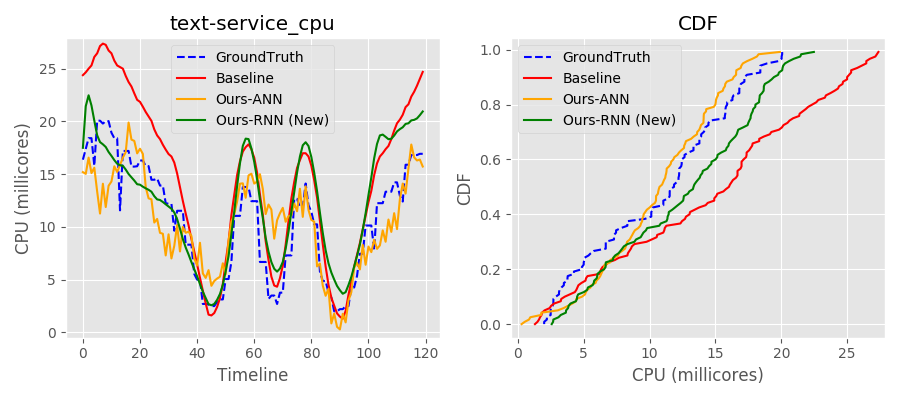 text-service_cpu
CPU (millicores)
25
20
15
10
5
0
GroundTruth
Baseline
Ours-ANN
Ours-RNN (New)
0 20 40 60 80 100 120
Timeline
CDF
CDF
1.0
0.8
0.6
0.4
0.2
0.0
GroundTruth
Baseline
Ours-ANN
Ours-RNN (New)
0 5 10 15 20 25
CPU (millicores)